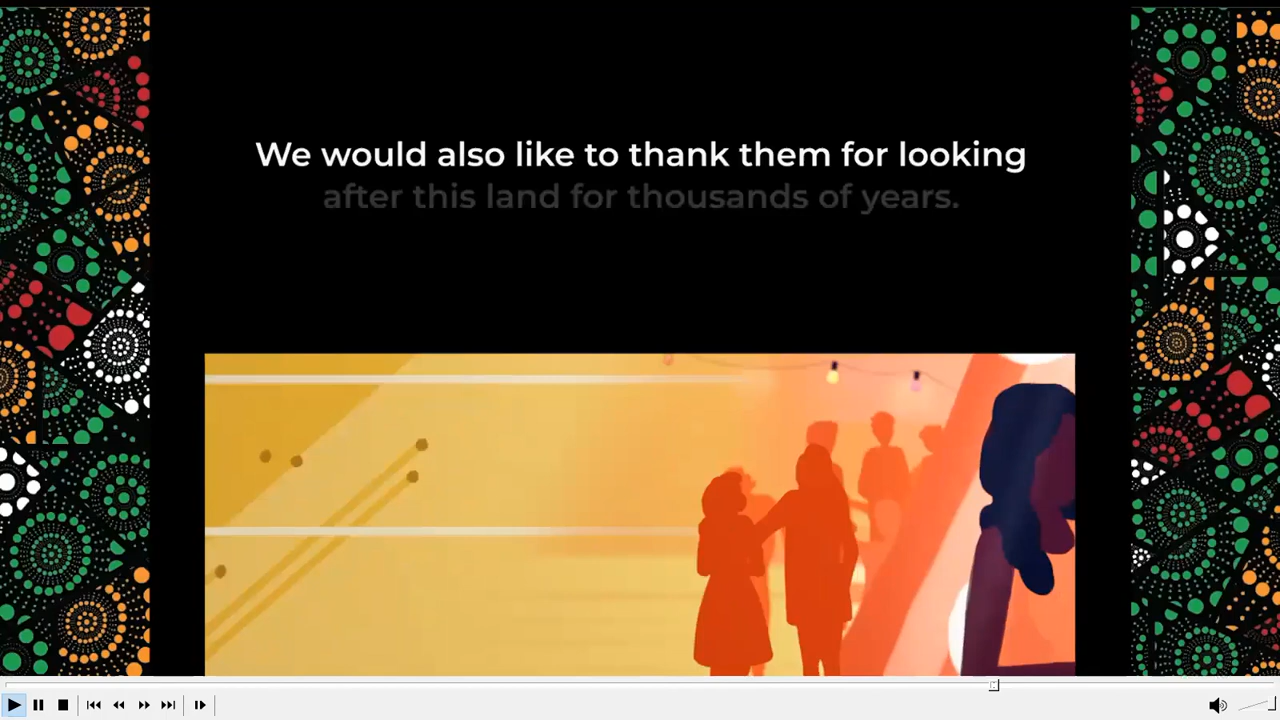 We would also like to thank them for looking
after this land for thousands of years.